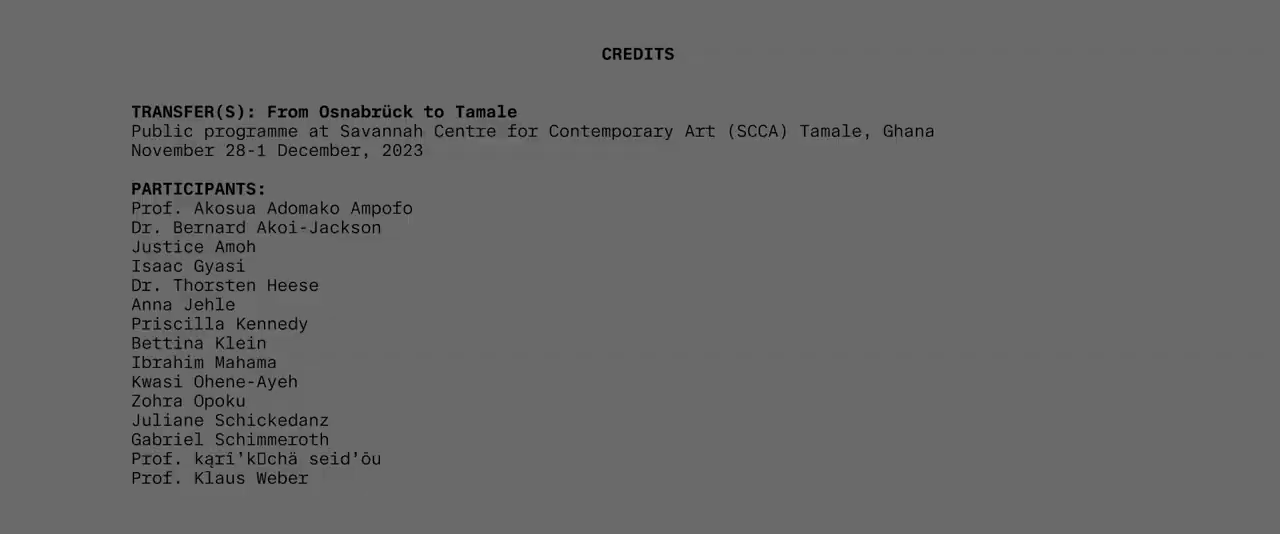 CREDITS
TRANSFER(S): From Osnabrück to Tamale
Public programme at Savannah Centre for Contemporary Art (SCCA) Tamale, Ghana
November 28-1 December, 2023
PARTICIPANTS:
Prof. Akosua Adomako Ampofo
Dr. Bernard Akoi-Jackson
Justice Amoh
Isaac Gyasi
Dr. Thorsten Heese
Anna Jehle
Priscilla Kennedy
Bettina Klein
Ibrahim Mahama
Kwasi Ohene-Ayeh
Zohra Opoku
Juliane Schickedanz
Gabriel Schimmeroth
Prof. kąrî'k▯chä seid'ōu
Prof. Klaus Weber